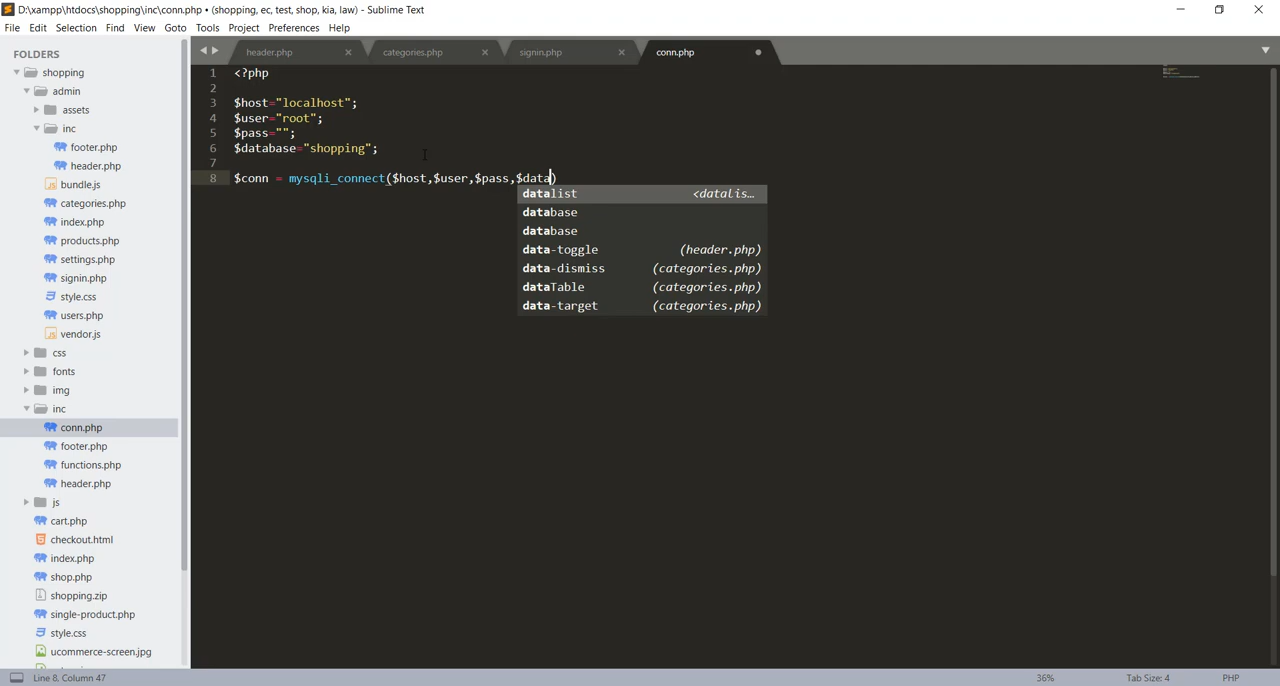 D:\xampp\htdocs\shopping\inc\conn.php • (shopping, ec, test, shop, kia, law) - Sublime Text
File Edit Selection Find View Goto Tools Project Preferences Help
FOLDERS
shopping
admin
assets
inc
footer.php
header.php
bundle.js
categories.php
index.php
products.php
settings.php
signin.php
style.css
users.php
vendor.js
css
fonts
img
inc
conn.php
footer.php
functions.php
header.php
js
cart.php
checkout.html
index.php
shop.php
shopping.zip
single-product.php
style.css
ucommerce-screen.jpg
header.php categories.php signin.php conn.php
1 <?php
2
3 $host="localhost";
4 $user="root";
5 $pass="";
6 $database="shopping";
7
8 $conn = mysqli_connect($host,$user,$pass,$data)
datalist <datalis…
database
database
data-toggle (header.php)
data-dismiss (categories.php)
dataTable (categories.php)
data-target (categories.php)
Line 8, Column 47 36% Tab Size: 4 PHP